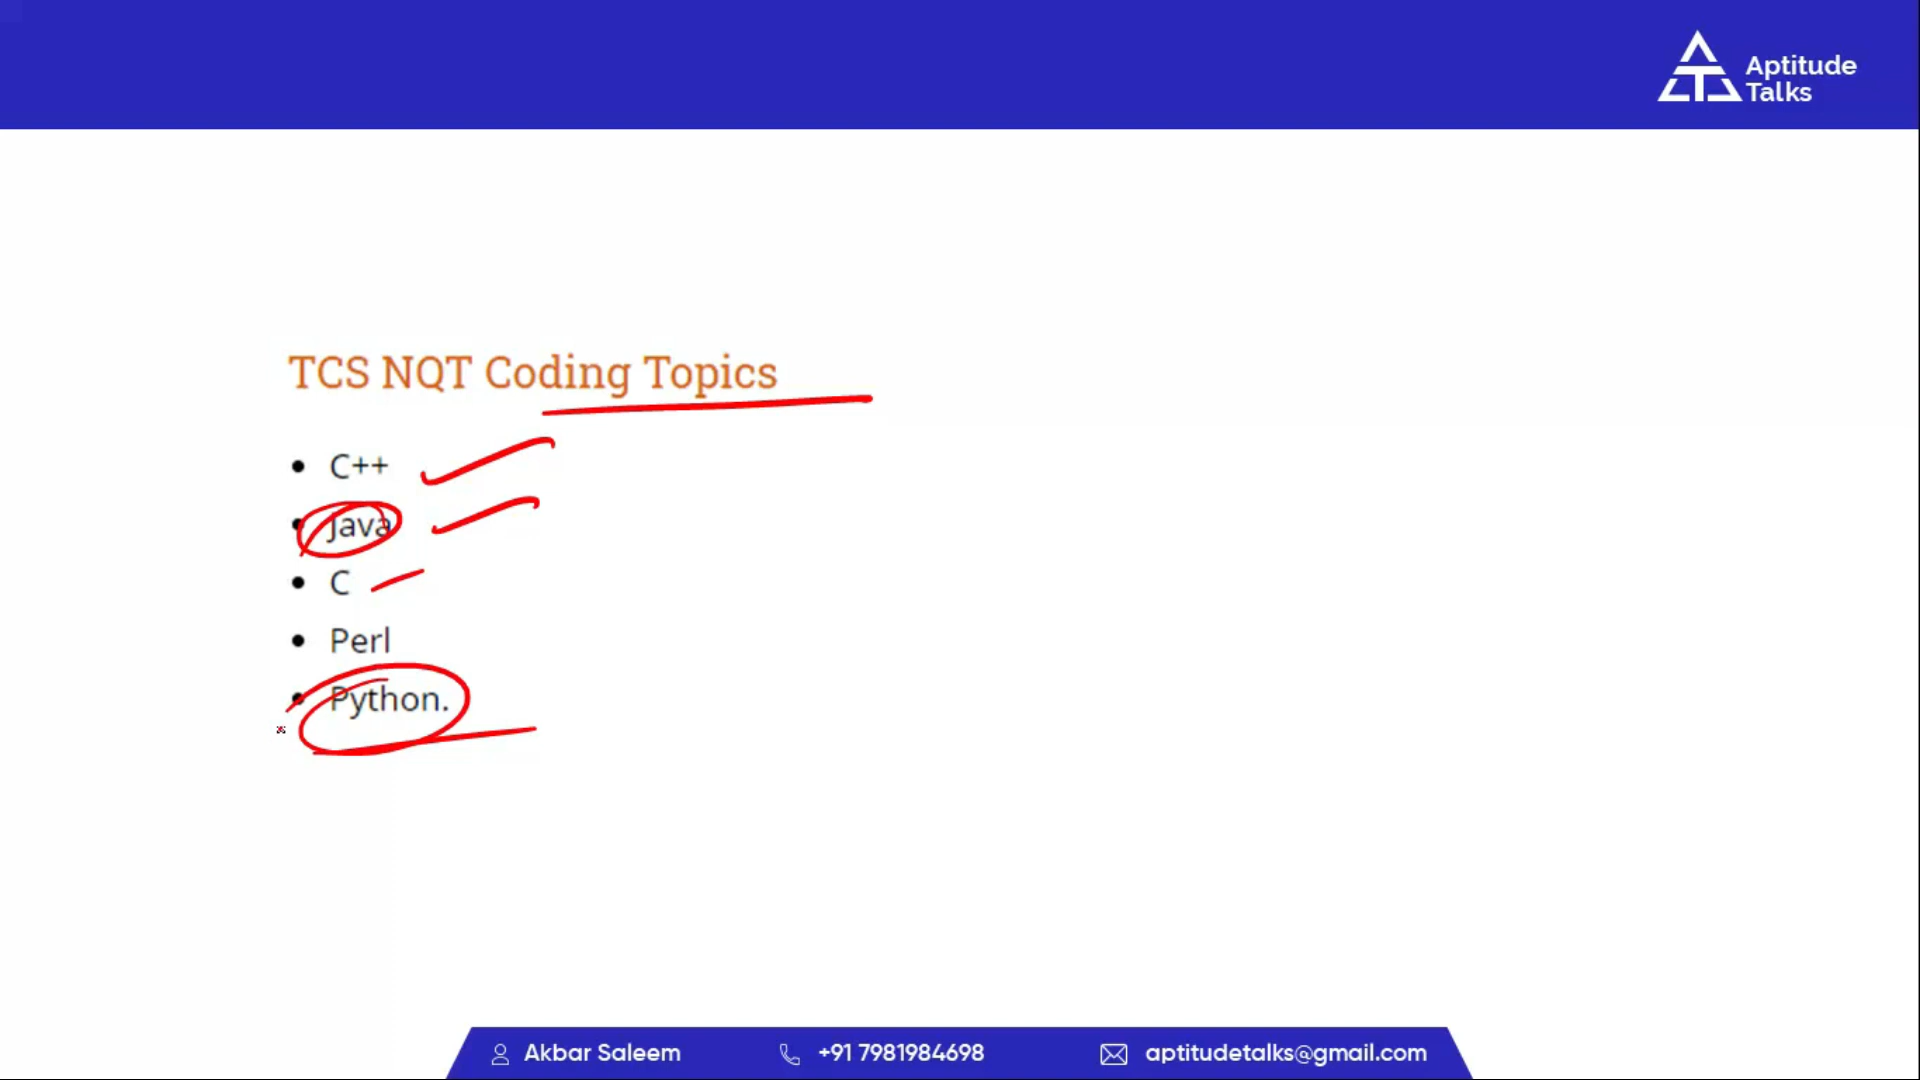 Aptitude
Talks
TCS NQT Coding Topics
• C++
• Java
• C
• Perl
• Python.
Akbar Saleem
+91 7981984698
aptitudetalks@gmail.com